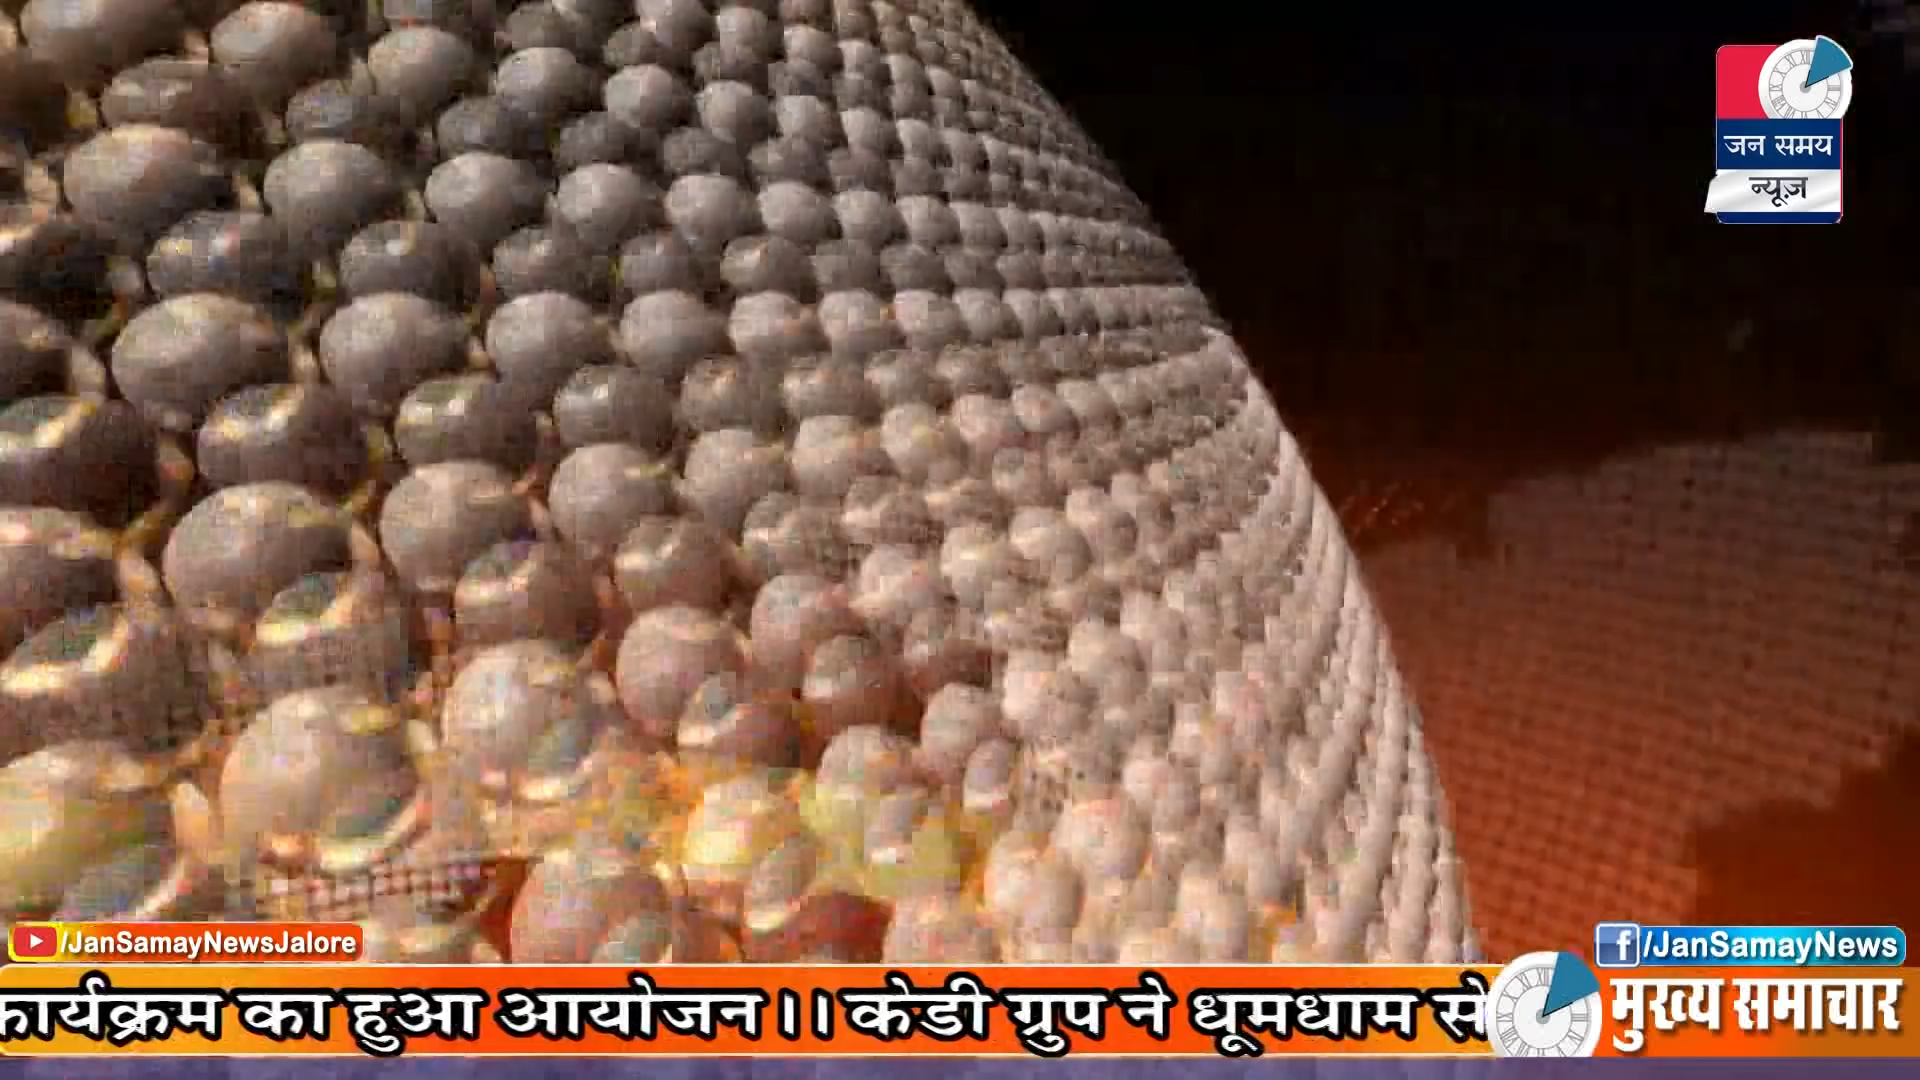 जन समय
न्यूज़
/JanSamayNewsJalore
/JanSamayNews
कार्यक्रम का हुआ आयोजन।। केडी ग्रुप ने धूमधाम से
मुख्य समाचार